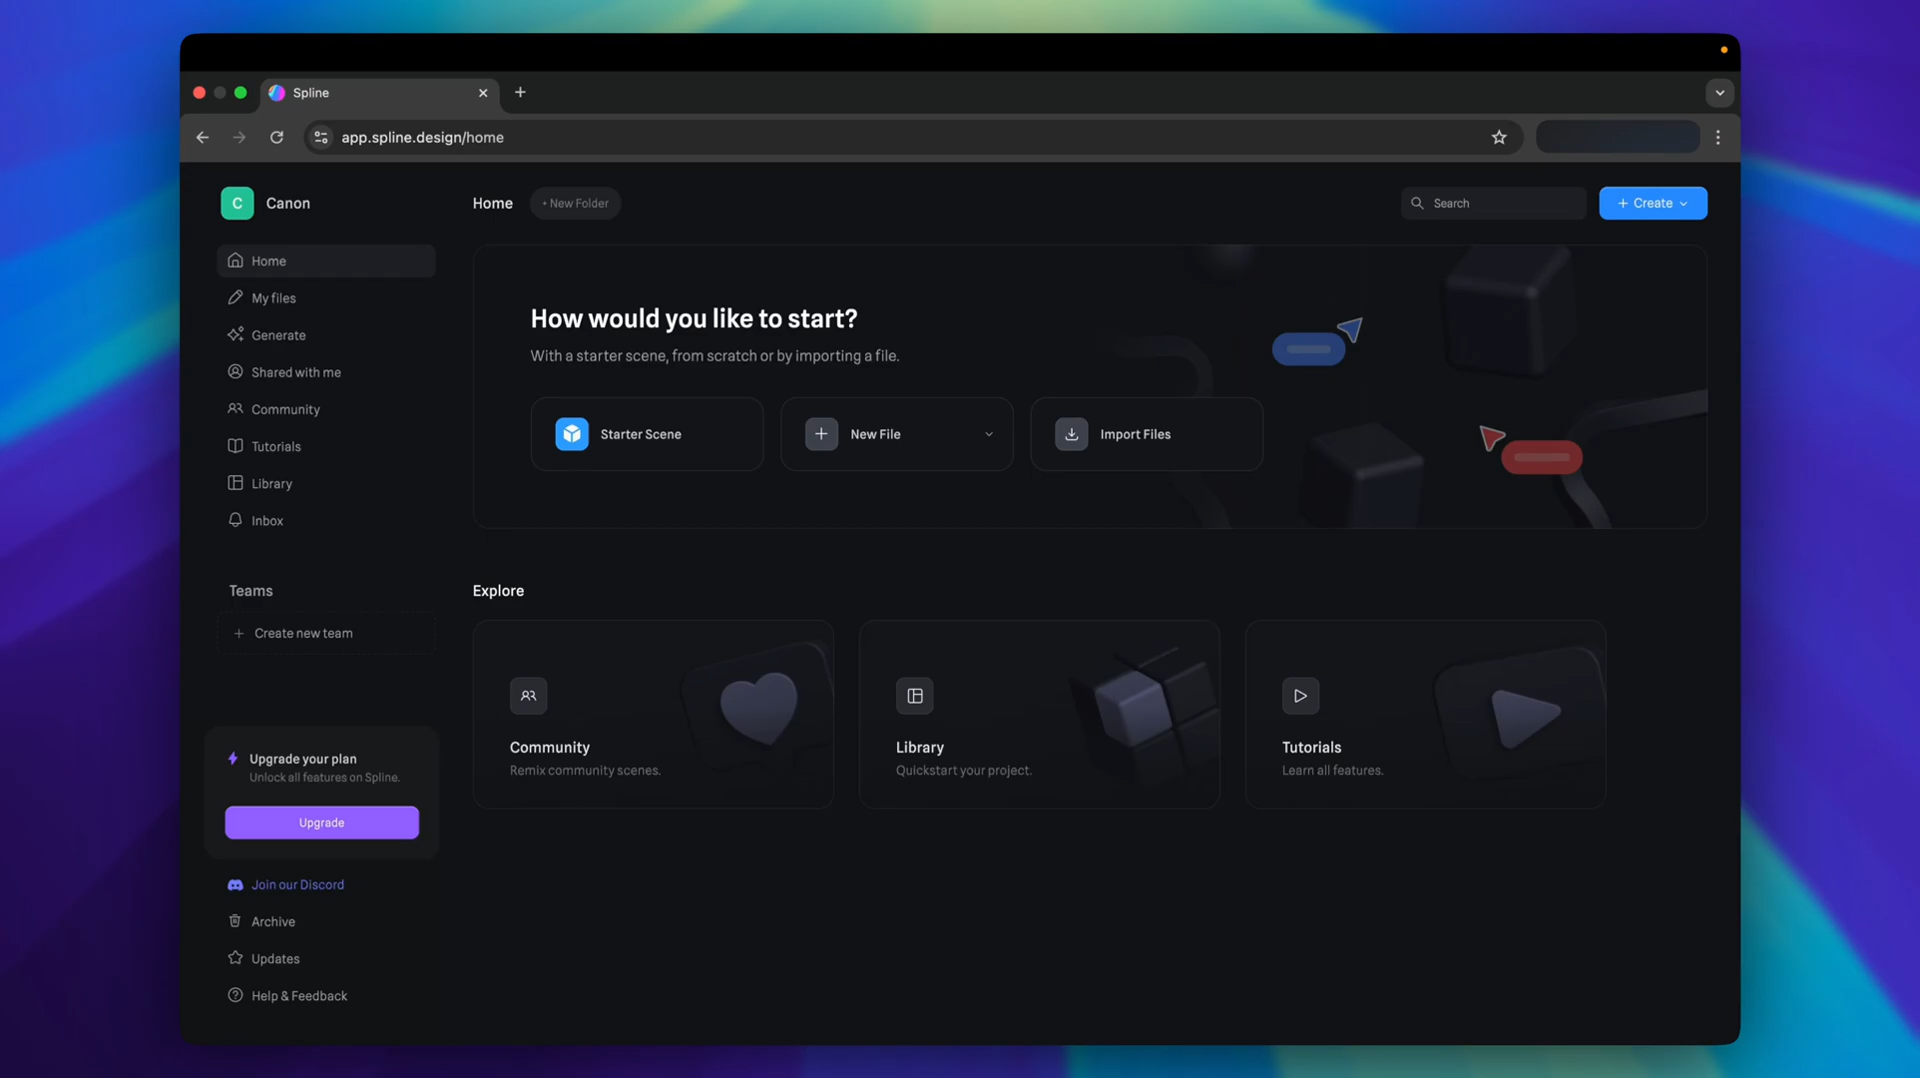 Spline
app.spline.design/home
C
Canon
Home
+ New Folder
Search
+ Create
Home
My files
Generate
Shared with me
Community
Tutorials
Library
Inbox
Teams
+ Create new team
Upgrade your plan
Unlock all features on Spline.
Upgrade
Join our Discord
Archive
Updates
Help & Feedback
How would you like to start?
With a starter scene, from scratch or by importing a file.
Starter Scene
New File
Import Files
Explore
Community
Remix community scenes.
Library
Quickstart your project.
Tutorials
Learn all features.